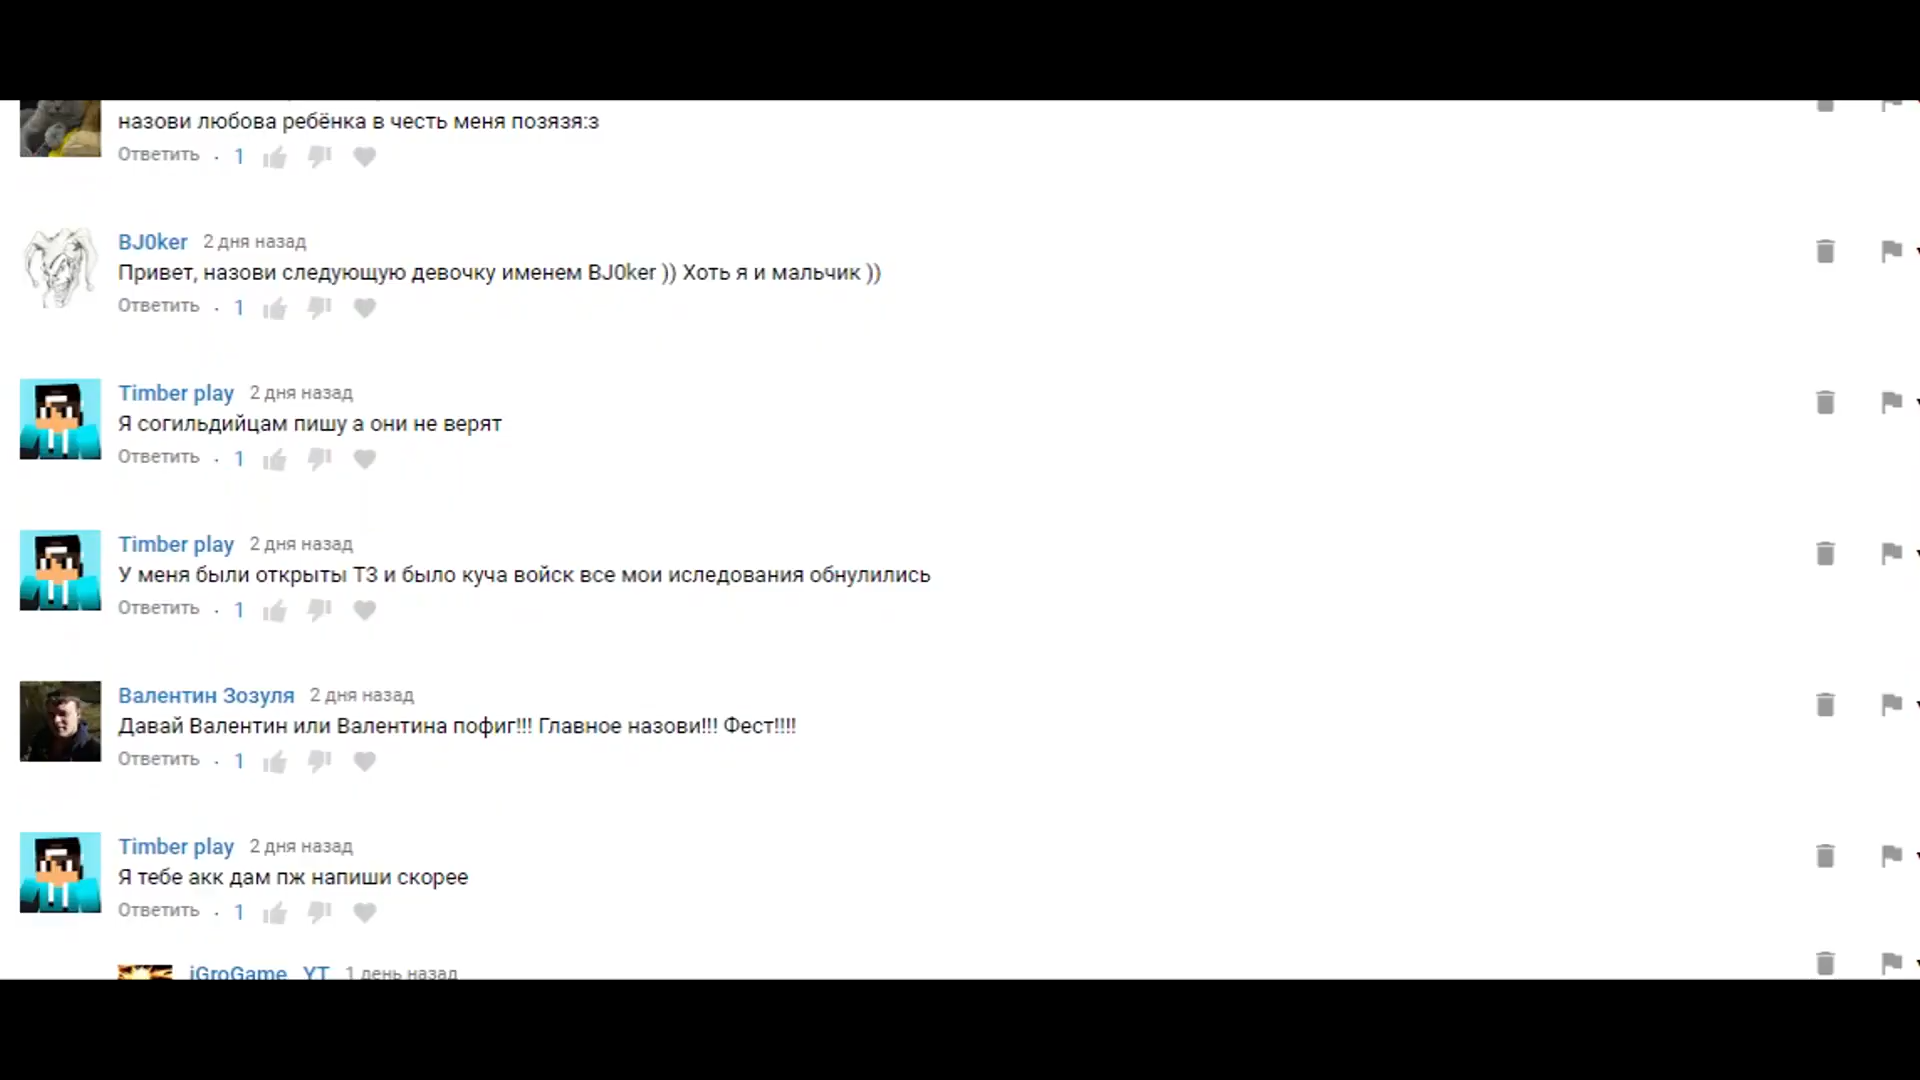 назови любова ребёнка в честь меня позязя:з
Ответить · 1
BJ0ker 2 дня назад
Привет, назови следующую девочку именем BJ0ker )) Хоть я и мальчик ))
Ответить · 1
Timber play 2 дня назад
Я согильдийцам пишу а они не верят
Ответить · 1
Timber play 2 дня назад
У меня были открыты Т3 и было куча войск все мои иследования обнулились
Ответить · 1
Валентин Зозуля 2 дня назад
Давай Валентин или Валентина пофиг!!! Главное назови!!! Фест!!!!
Ответить · 1
Timber play 2 дня назад
Я тебе акк дам пж напиши скорее
Ответить · 1
iGroGame_YT 1 день назад